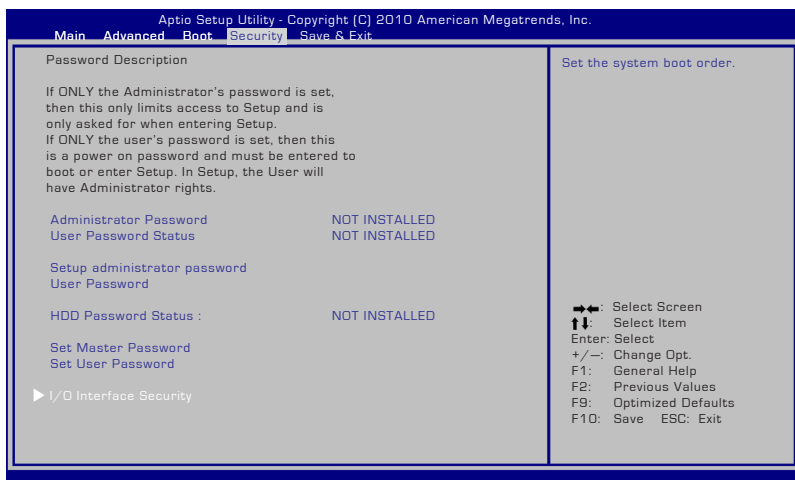 Aptio Setup Utility - Copyright (C) 2010 American Megatrends, Inc.
Main Advanced Boot Security Save & Exit
Password Description
If ONLY the Administrator's password is set,
then this only limits access to Setup and is
only asked for when entering Setup.
If ONLY the user's password is set, then this
is a power on password and must be entered to
boot or enter Setup. In Setup, the User will
have Administrator rights.
Administrator Password NOT INSTALLED
User Password Status NOT INSTALLED
Setup administrator password
User Password
HDD Password Status : NOT INSTALLED
Set Master Password
Set User Password
I/O Interface Security
Set the system boot order.
→←: Select Screen
↑↓: Select Item
Enter: Select
+/—: Change Opt.
F1: General Help
F2: Previous Values
F9: Optimized Defaults
F10: Save ESC: Exit